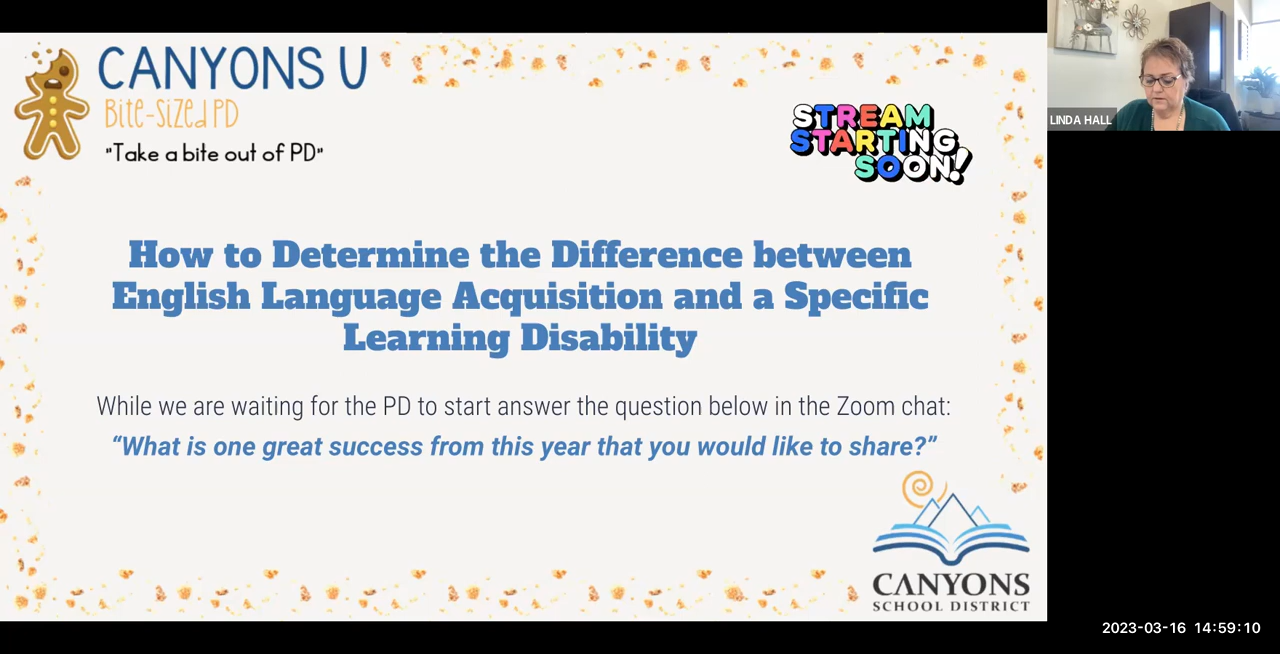 CANYONS U
Bite-Sized PD
"Take a bite out of PD"
STREAM
STARTING
SOON!
How to Determine the Difference between
English Language Acquisition and a Specific
Learning Disability
While we are waiting for the PD to start answer the question below in the Zoom chat:
“What is one great success from this year that you would like to share?”
CANYONS
SCHOOL DISTRICT
LINDA HALL
2023-03-16 14:59:10